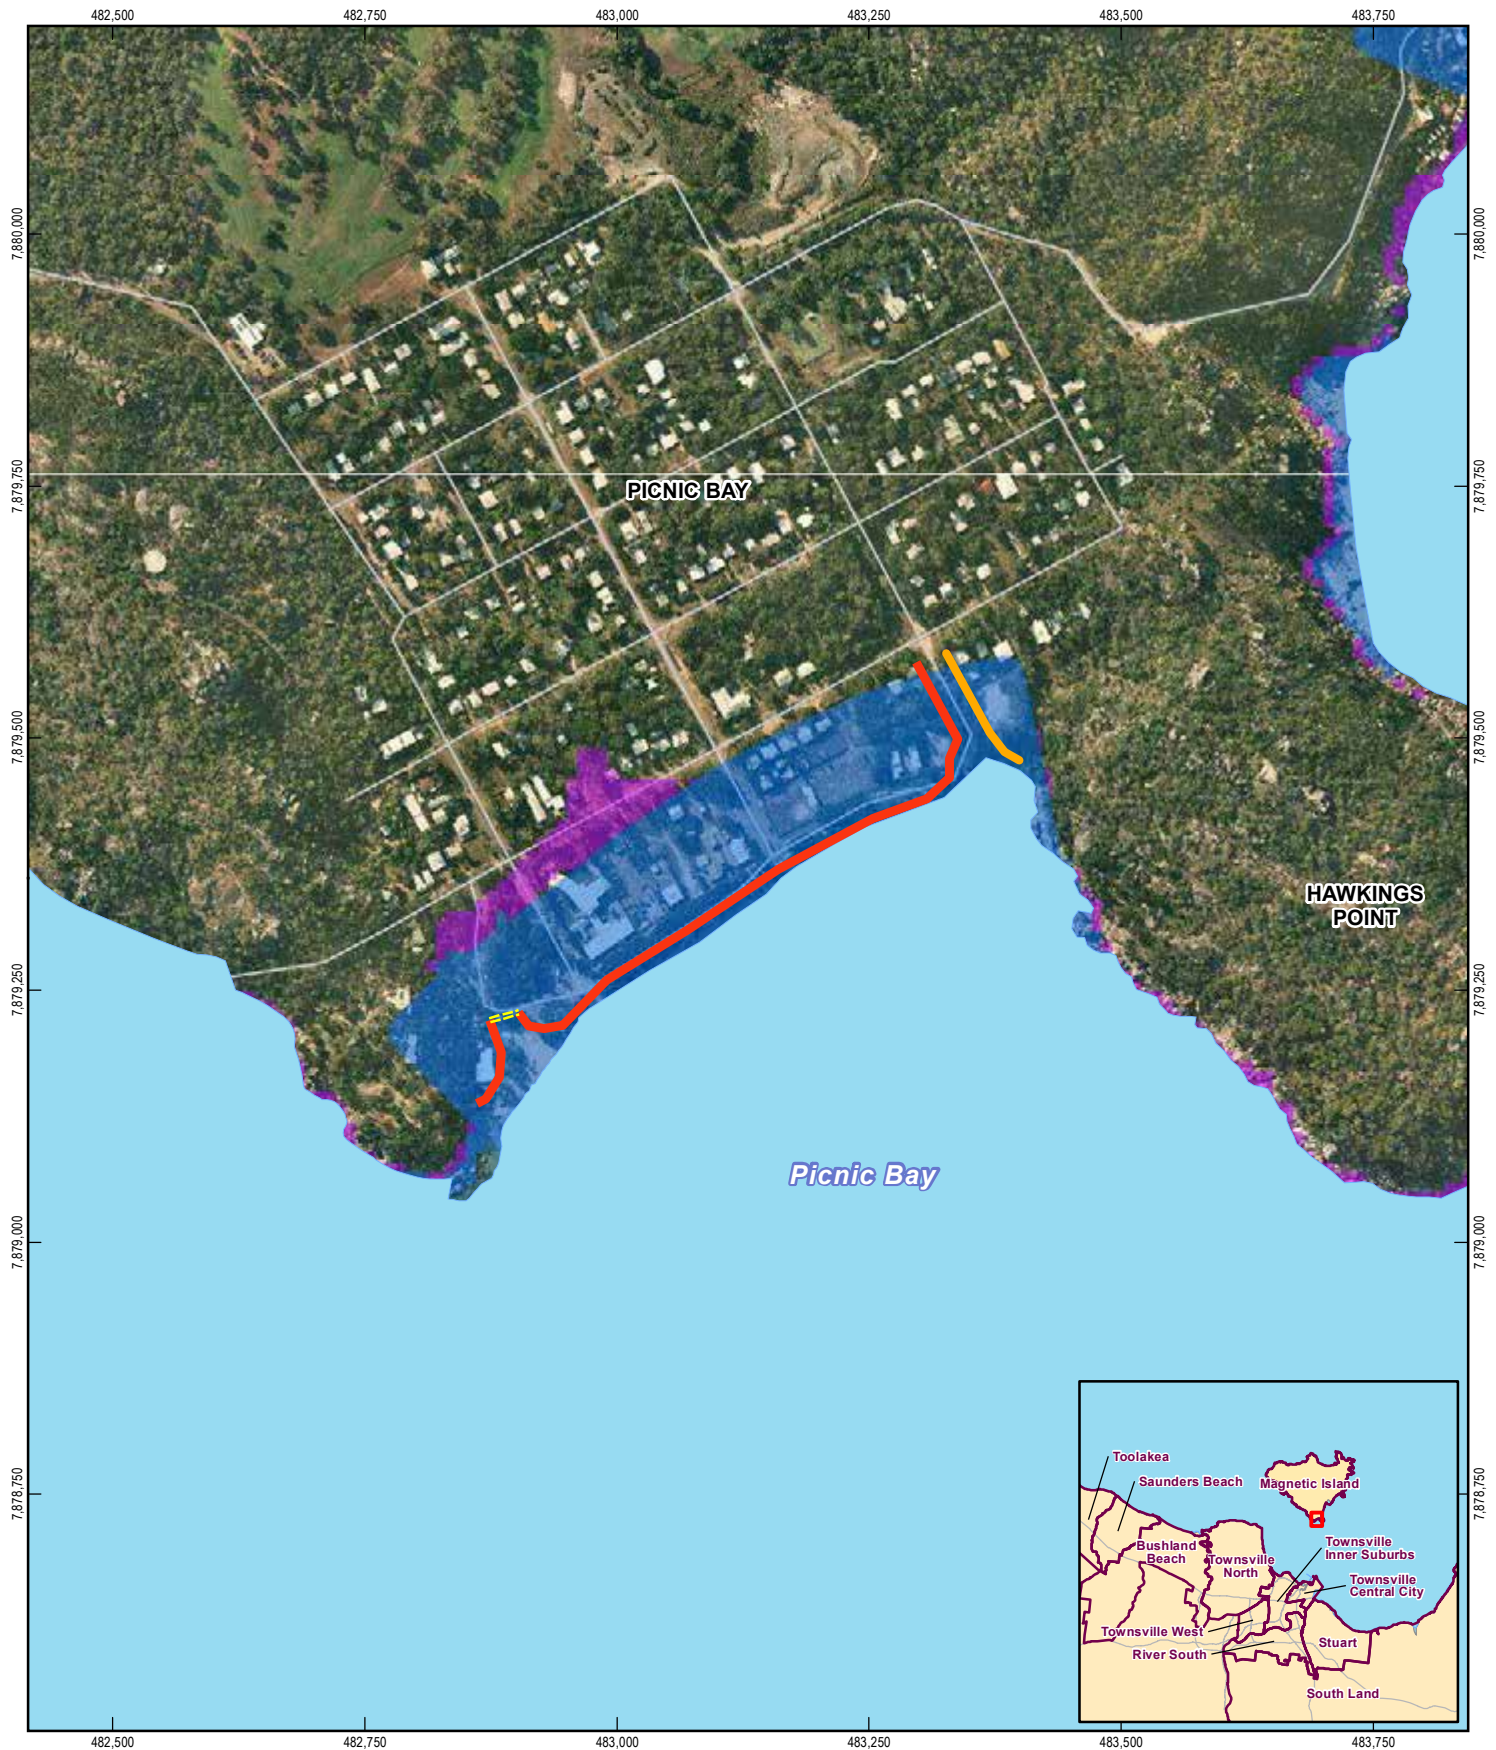 482,500
482,750
483,000
483,250
483,500
483,750
7,880,000
7,880,000
7,879,750
7,879,750
PICNIC BAY
7,879,500
7,879,500
HAWKINGS
POINT
7,879,250
7,879,250
Picnic Bay
7,879,000
7,879,000
7,878,750
7,878,750
Toolakea
Saunders Beach
Magnetic Island
Bushland
Beach
Townsville
North
Townsville
Inner Suburbs
Townsville
Central City
Townsville West
River South
Stuart
South Land
482,500
482,750
483,000
483,250
483,500
483,750